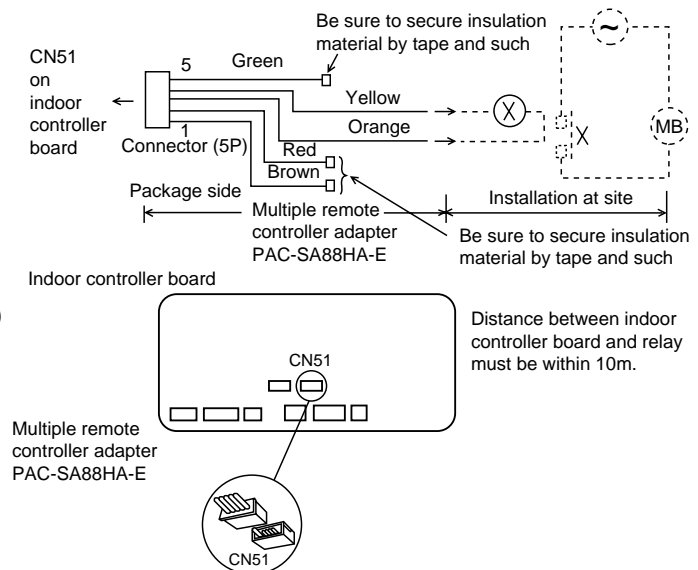 Be sure to secure insulation
material by tape and such
CN51
on
indoor
controller
board
5
Green
Yellow
Orange
1
Connector (5P)
Red
Brown
X
X
~
MB
Package side
Installation at site
Multiple remote
controller adapter
PAC-SA88HA-E
Be sure to secure insulation
material by tape and such
Indoor controller board
CN51
Distance between indoor
controller board and relay
must be within 10m.
Multiple remote
controller adapter
PAC-SA88HA-E
CN51